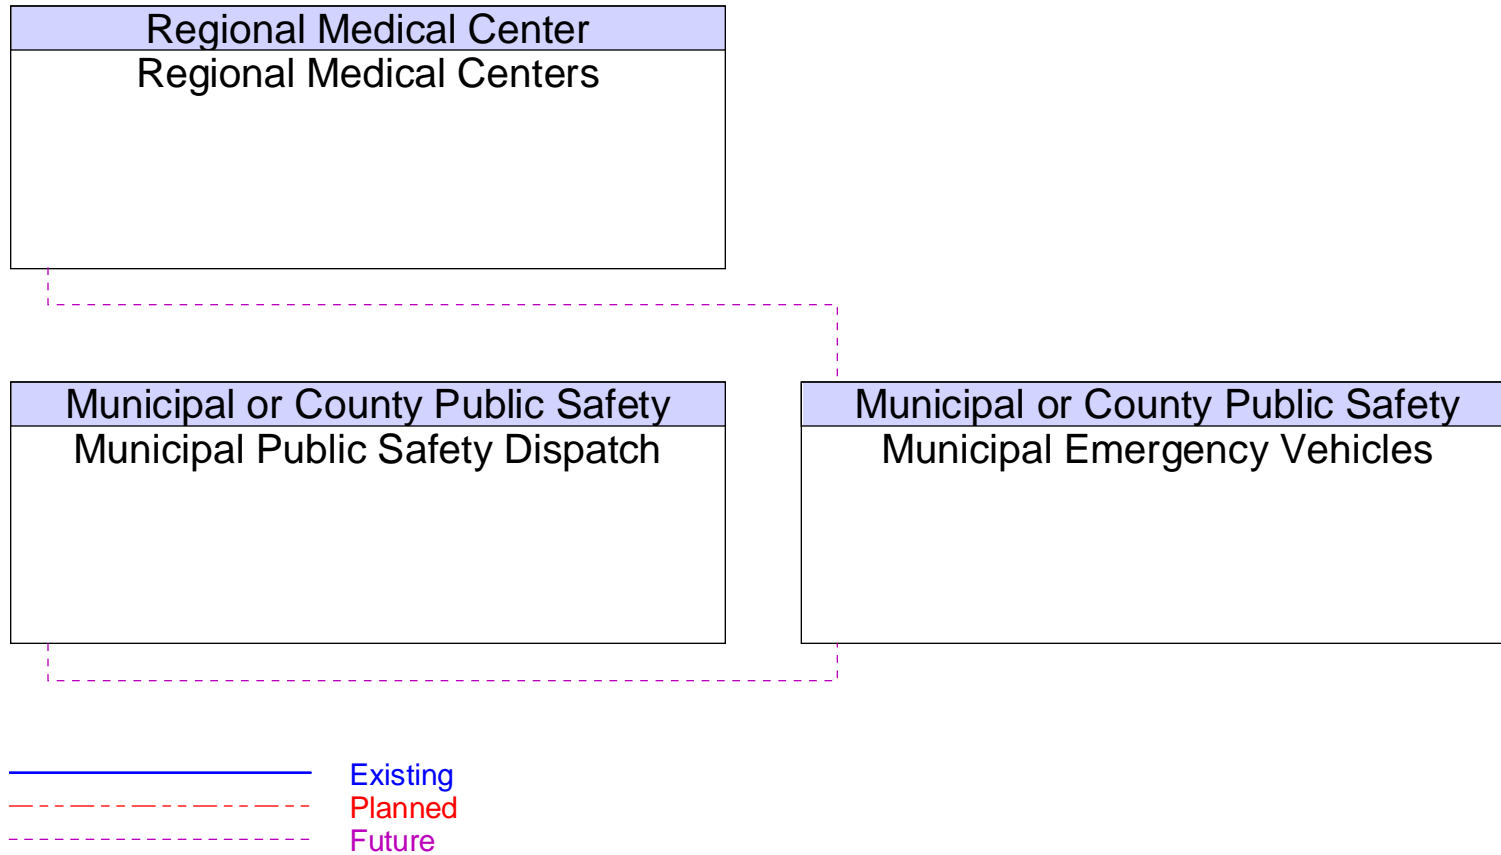 Regional Medical Center
Regional Medical Centers
Municipal or County Public Safety
Municipal Public Safety Dispatch
Municipal or County Public Safety
Municipal Emergency Vehicles
Existing
Planned
Future